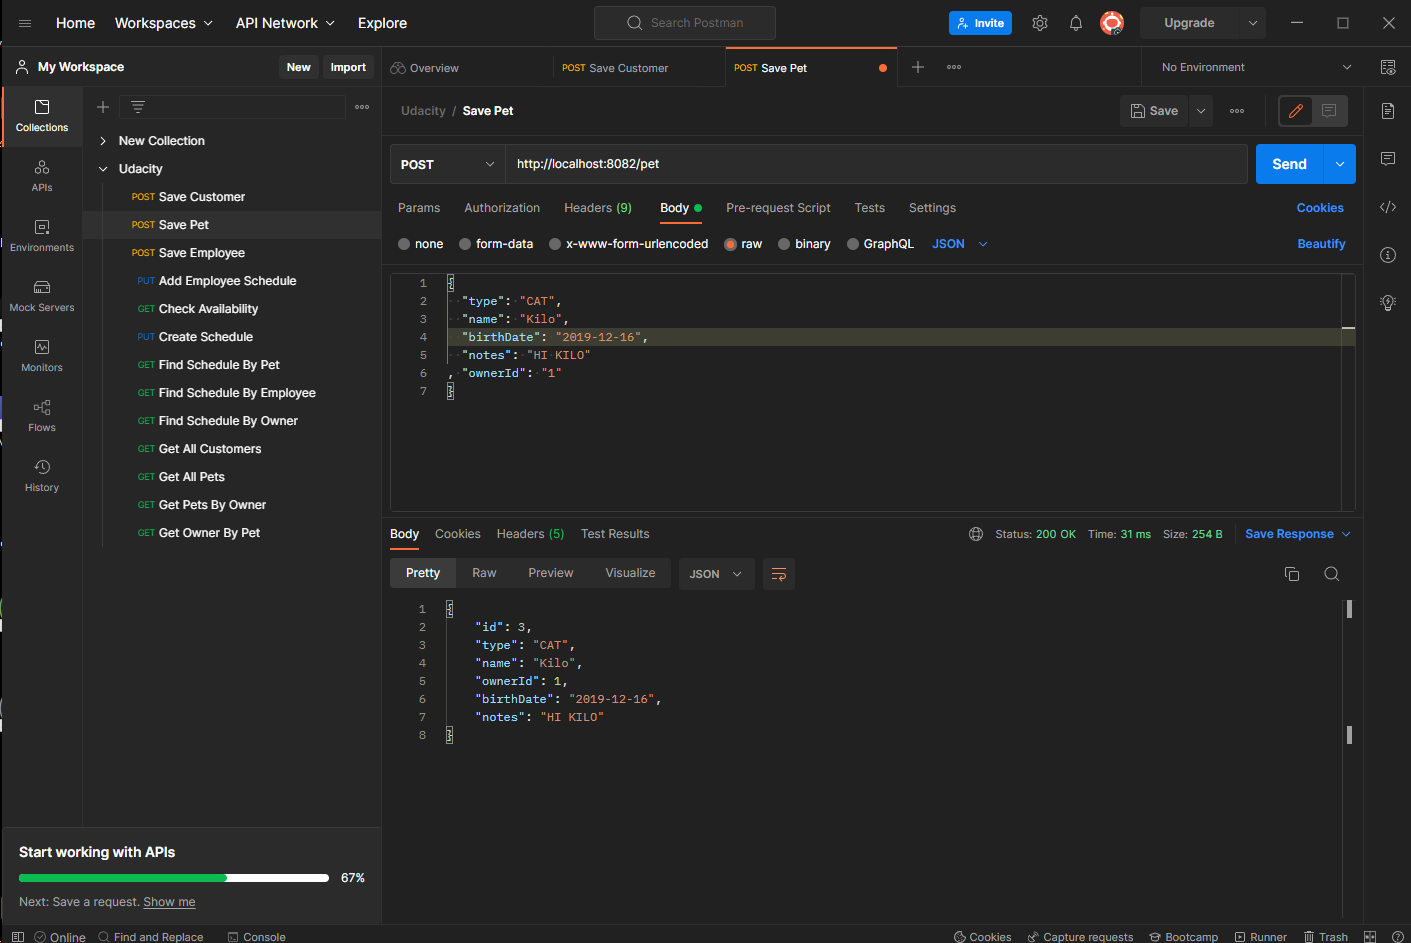 Home Workspaces API Network Explore Search Postman Invite Upgrade
My Workspace New Import
Overview POST Save Customer POST Save Pet No Environment
Collections
APIs
Environments
Mock Servers
Monitors
Flows
History
New Collection
Udacity
POST Save Customer
POST Save Pet
POST Save Employee
PUT Add Employee Schedule
GET Check Availability
PUT Create Schedule
GET Find Schedule By Pet
GET Find Schedule By Employee
GET Find Schedule By Owner
GET Get All Customers
GET Get All Pets
GET Get Pets By Owner
GET Get Owner By Pet
Start working with APIs
67%
Next: Save a request. Show me
Udacity / Save Pet Save
POST http://localhost:8082/pet Send
Params Authorization Headers (9) Body Pre-request Script Tests Settings Cookies
none form-data x-www-form-urlencoded raw binary GraphQL JSON Beautify
1 {
2 "type": "CAT",
3 "name": "Kilo",
4 "birthDate": "2019-12-16",
5 "notes": "HI KILO"
6 , "ownerId": "1"
7 }
Body Cookies Headers (5) Test Results Status: 200 OK Time: 31 ms Size: 254 B Save Response
Pretty Raw Preview Visualize JSON
1 {
2 "id": 3,
3 "type": "CAT",
4 "name": "Kilo",
5 "ownerId": 1,
6 "birthDate": "2019-12-16",
7 "notes": "HI KILO"
8 }
Online Find and Replace Console Cookies Capture requests Bootcamp Runner Trash